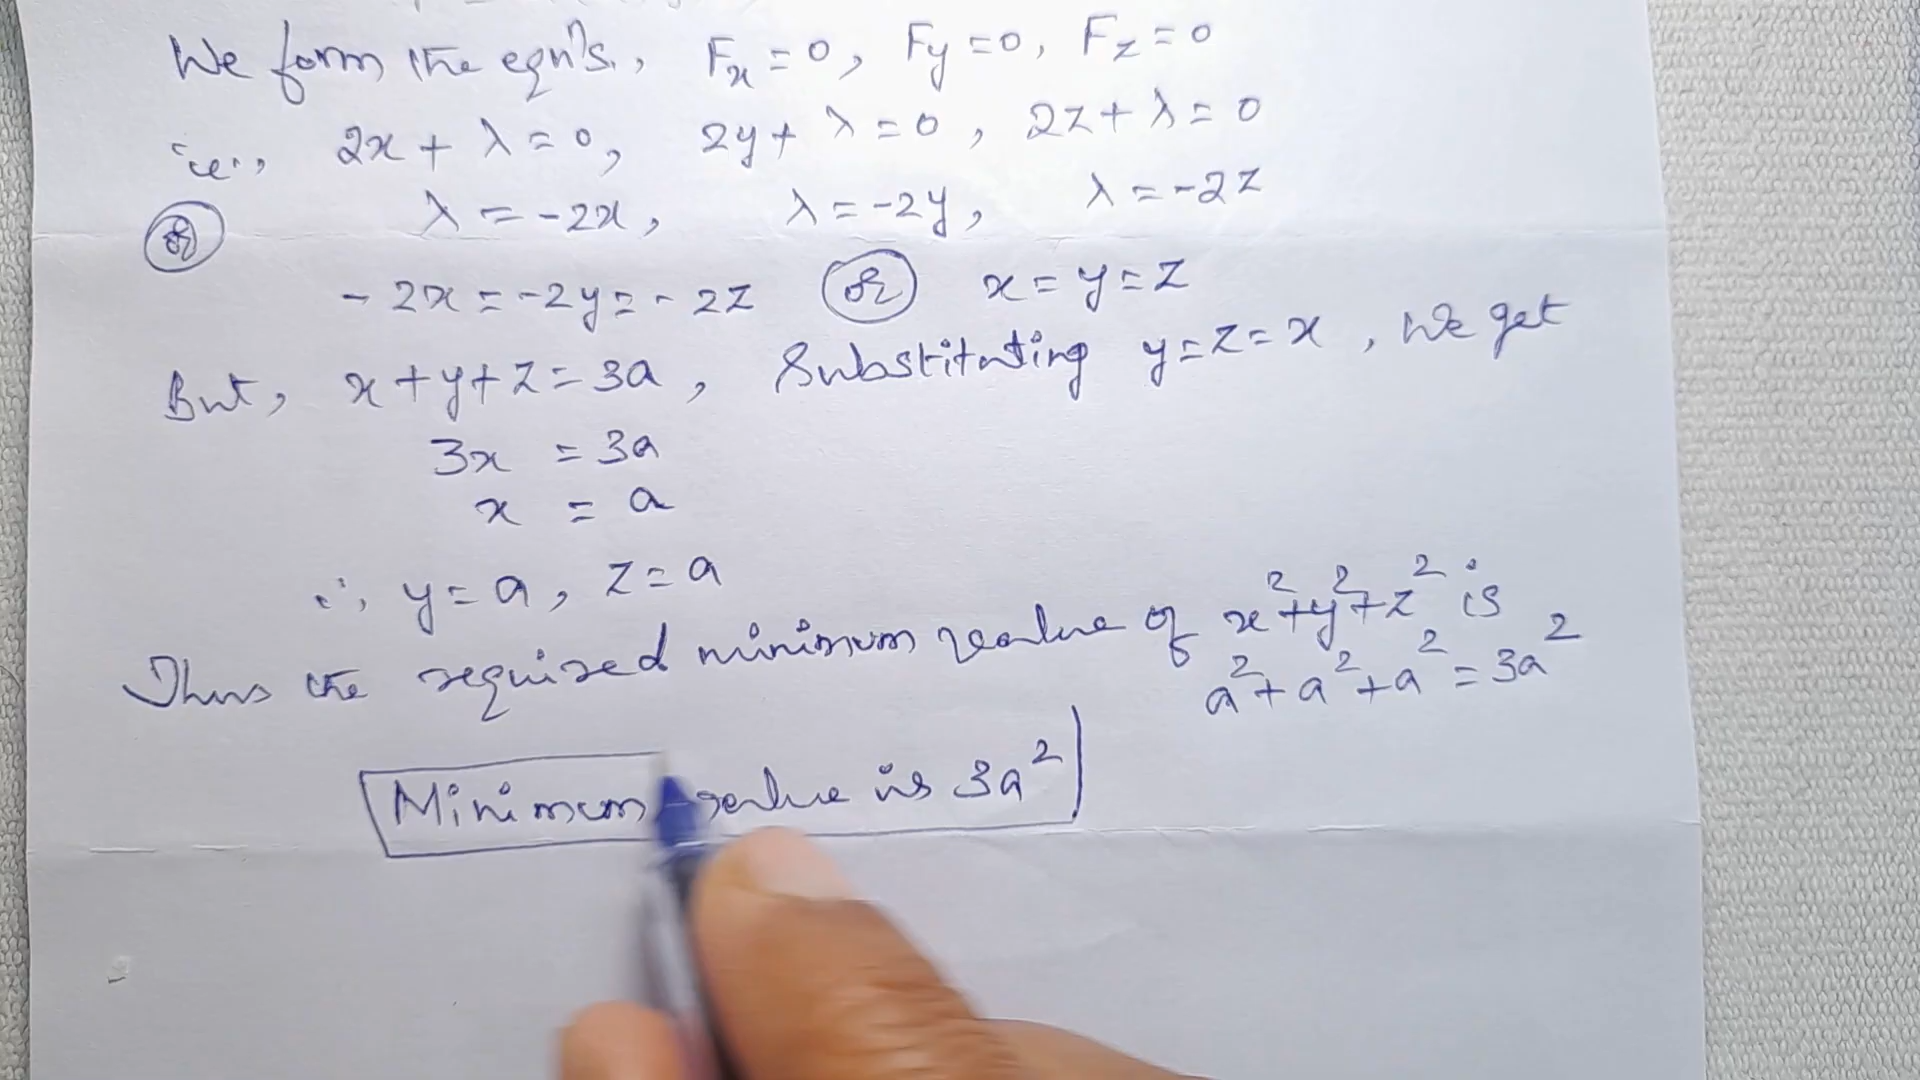 We form the eqn's., Fx = 0, Fy = 0, Fz = 0
i.e., 2x + λ = 0, 2y + λ = 0, 2z + λ = 0
or λ = -2x, λ = -2y, λ = -2z
-2x = -2y = -2z or x = y = z
But, x + y + z = 3a, Substituting y = z = x, we get
3x = 3a
x = a
∴, y = a, z = a
Thus the required minimum value of x² + y² + z² is
a² + a² + a² = 3a²
Minimum value is 3a²